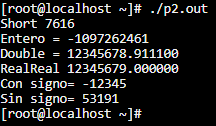 [root@localhost ~]# ./p2.out
Short 7616
Entero = -1097262461
Double = 12345678.911100
RealReal 12345679.000000
Con signo= -12345
Sin signo= 53191
[root@localhost ~]#